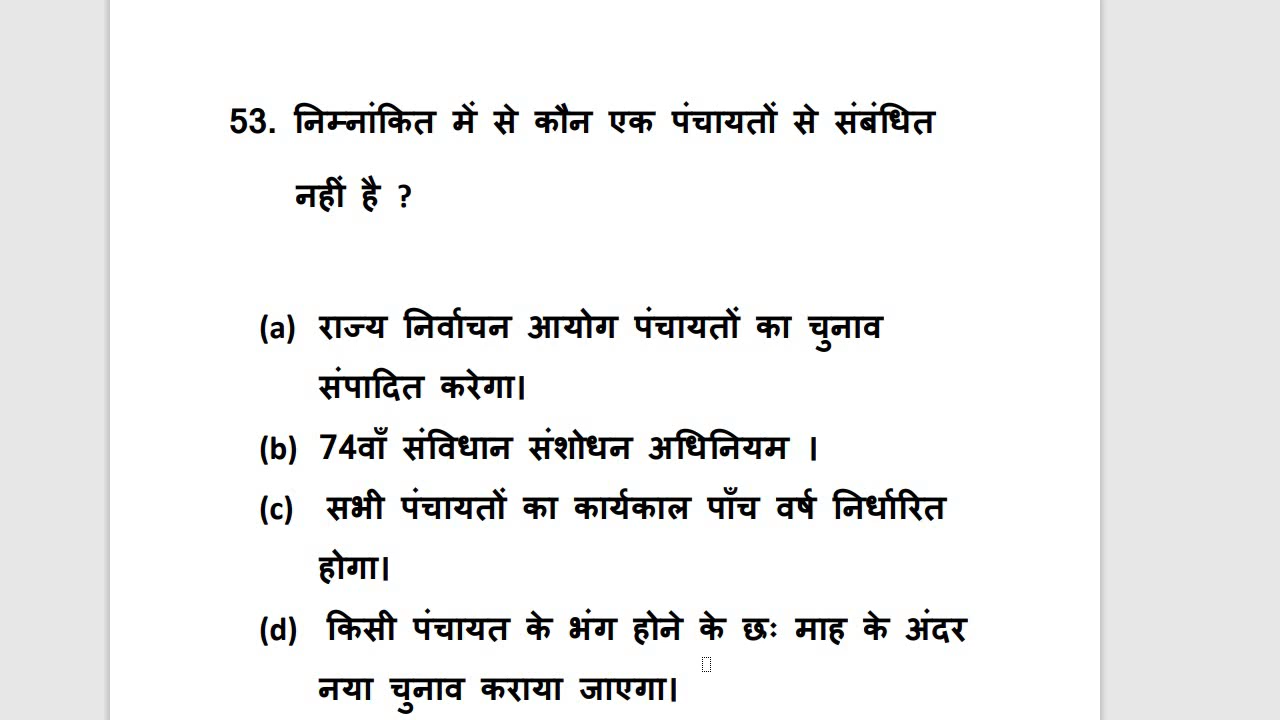 53. निम्नांकित में से कौन एक पंचायतों से संबंधित
नहीं है ?
(a) राज्य निर्वाचन आयोग पंचायतों का चुनाव
संपादित करेगा।
(b) 74वाँ संविधान संशोधन अधिनियम ।
(c) सभी पंचायतों का कार्यकाल पाँच वर्ष निर्धारित
होगा।
(d) किसी पंचायत के भंग होने के छः माह के अंदर
नया चुनाव कराया जाएगा।